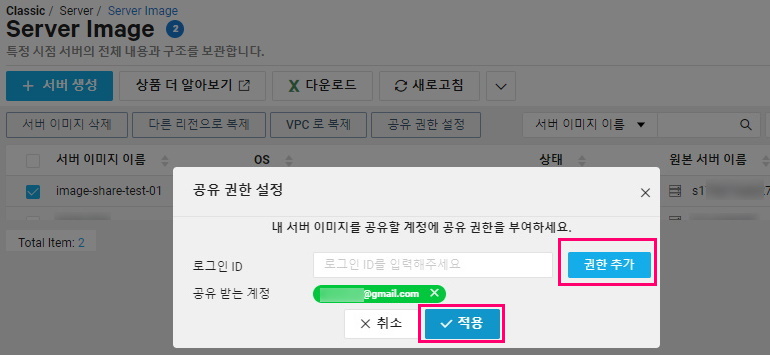 Classic / Server / Server Image
Server Image 2
특정 시점 서버의 전체 내용과 구조를 보관합니다.
+ 서버 생성 상품 더 알아보기 X 다운로드 새로고침
서버 이미지 삭제 다른 리전으로 복제 VPC 로 복제 공유 권한 설정 서버 이미지 이름
서버 이미지 이름 OS 상태 원본 서버 이름
image-share-test-01 s1 .7
Total Item: 2
공유 권한 설정 ×
내 서버 이미지를 공유할 계정에 공유 권한을 부여하세요.
로그인 ID 로그인 ID를 입력해주세요 권한 추가
공유 받는 계정 @gmail.com ×
× 취소 ✓ 적용